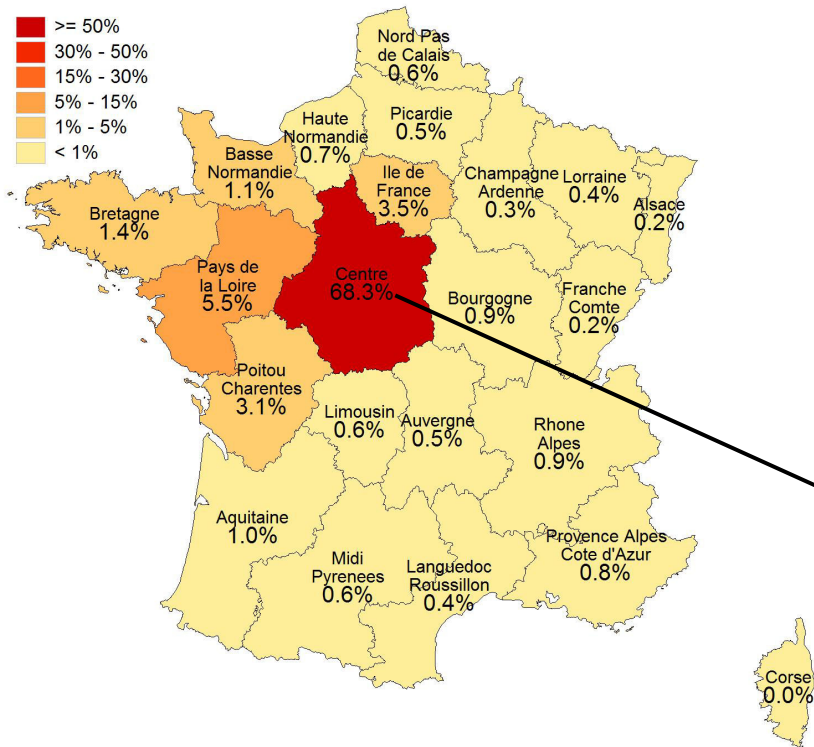 >= 50%
30% - 50%
15% - 30%
5% - 15%
1% - 5%
< 1%
Nord Pas
de Calais
0.6%
Picardie
0.5%
Haute
Normandie
0.7%
Basse
Normandie
1.1%
Ile de
France
3.5%
Champagne
Ardenne
0.3%
Lorraine
0.4%
Alsace
0.2%
Bretagne
1.4%
Pays de
la Loire
5.5%
Centre
68.3%
Bourgogne
0.9%
Franche
Comte
0.2%
Poitou
Charentes
3.1%
Limousin
0.6%
Auvergne
0.5%
Rhone
Alpes
0.9%
Aquitaine
1.0%
Midi
Pyrenees
0.6%
Languedoc
Roussillon
0.4%
Provence Alpes
Cote d'Azur
0.8%
Corse
0.0%